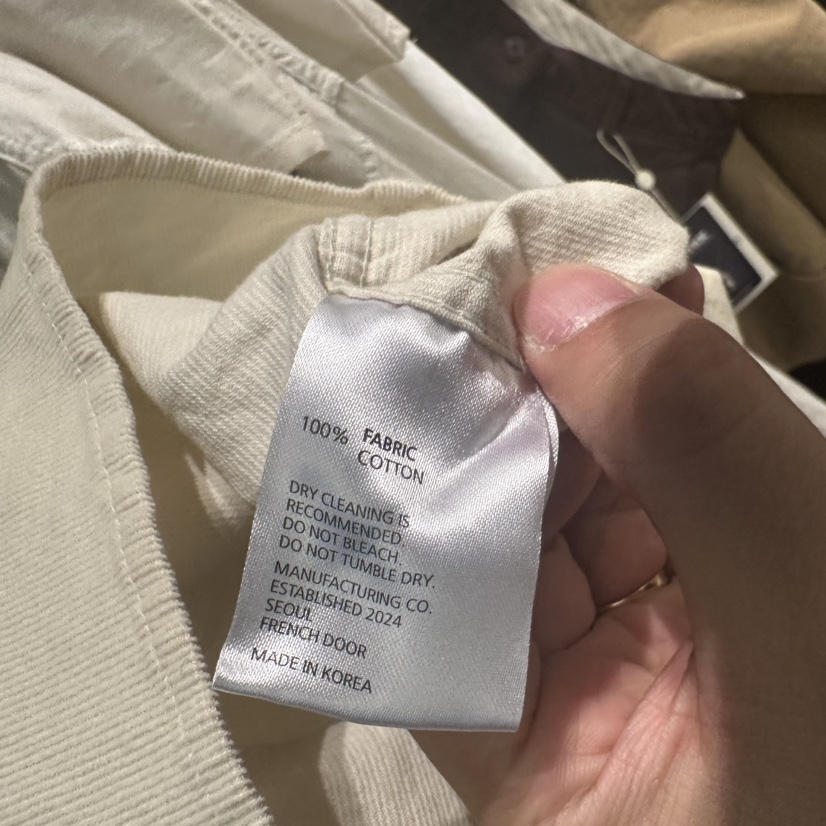 FABRIC
100% COTTON
DRY CLEANING IS
RECOMMENDED.
DO NOT BLEACH.
DO NOT TUMBLE DRY.
MANUFACTURING CO.
ESTABLISHED 2024
SEOUL
FRENCH DOOR
MADE IN KOREA